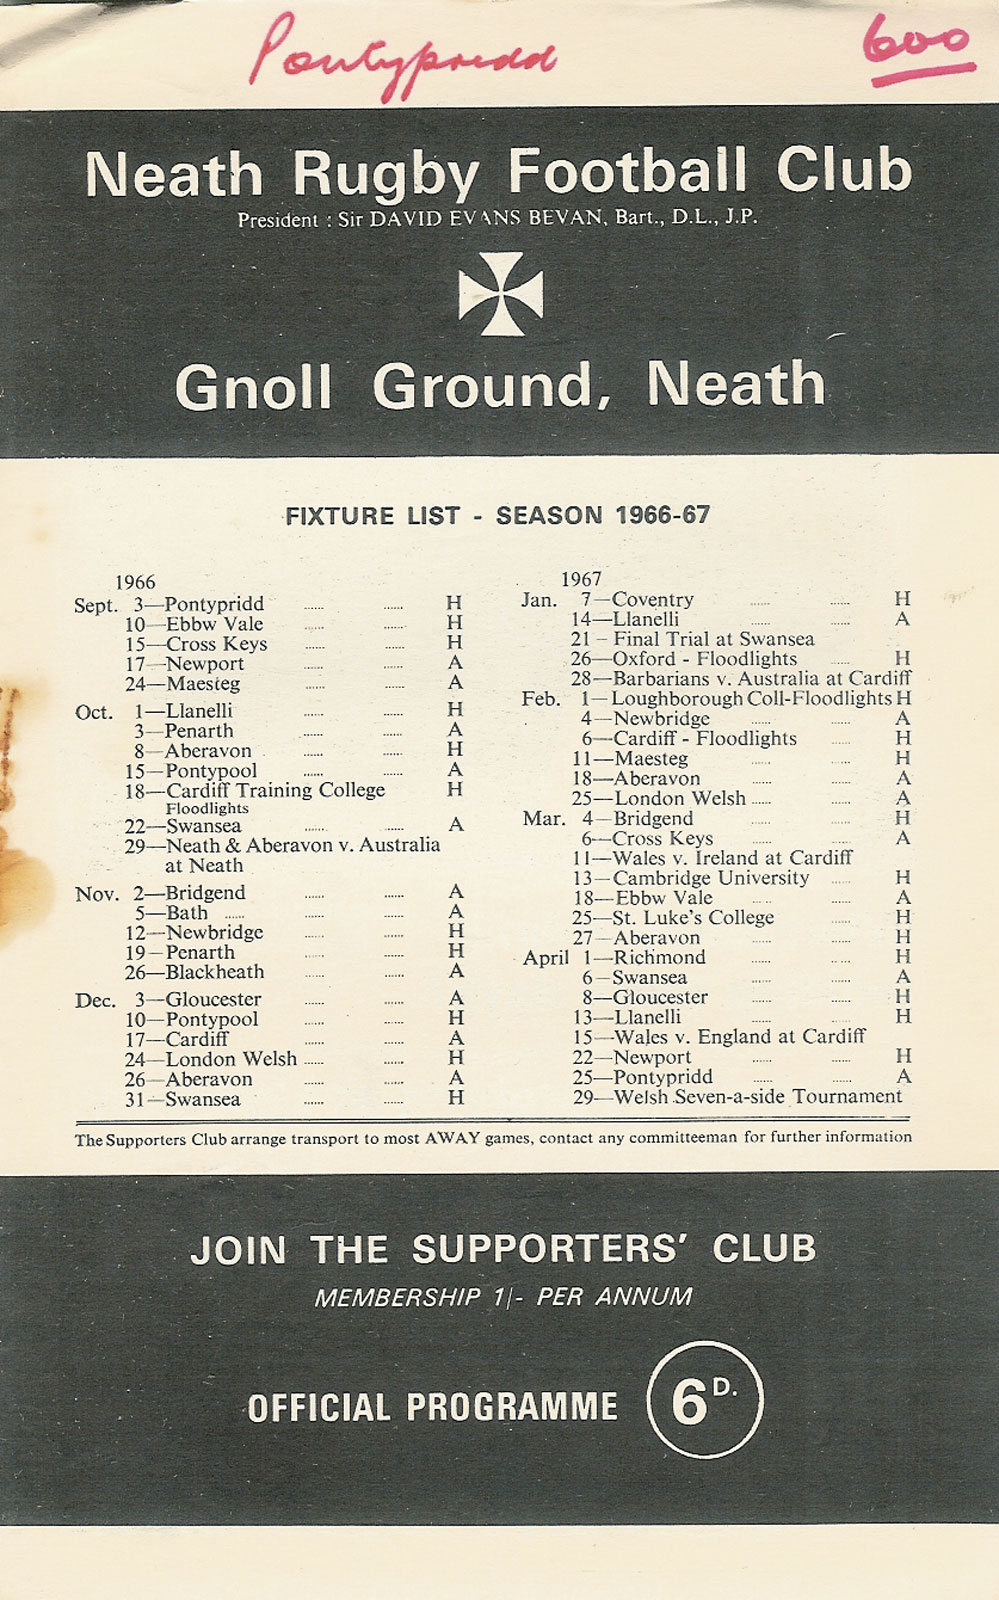 Pontypridd 600
Neath Rugby Football Club
President : Sir DAVID EVANS BEVAN, Bart., D.L., J.P.
Gnoll Ground, Neath
FIXTURE LIST - SEASON 1966-67
1966
Sept. 3—Pontypridd ...... ...... H
10—Ebbw Vale ...... ...... H
15—Cross Keys ...... ...... H
17—Newport ...... ...... A
24—Maesteg ...... ...... A
Oct. 1—Llanelli ...... ...... H
3—Penarth ...... ...... A
8—Aberavon ...... ...... H
15—Pontypool ...... ...... A
18—Cardiff Training College H
Floodlights
22—Swansea ...... ...... A
29—Neath & Aberavon v. Australia
at Neath
Nov. 2—Bridgend ...... ...... A
5—Bath ...... ...... ...... A
12—Newbridge ...... ...... H
19—Penarth ...... ...... H
26—Blackheath ...... ...... A
Dec. 3—Gloucester ...... ...... A
10—Pontypool ...... ...... H
17—Cardiff ...... ...... A
24—London Welsh ...... ...... H
26—Aberavon ...... ...... A
31—Swansea ...... ...... H
1967
Jan. 7—Coventry ...... ...... H
14—Llanelli ...... ...... A
21 – Final Trial at Swansea
26—Oxford - Floodlights ...... H
28—Barbarians v. Australia at Cardiff
Feb. 1—Loughborough Coll-Floodlights H
4—Newbridge ...... ...... A
6—Cardiff - Floodlights ...... H
11—Maesteg ...... ...... H
18—Aberavon ...... ...... A
25—London Welsh ...... ...... A
Mar. 4—Bridgend ...... ...... H
6—Cross Keys ...... ...... A
11—Wales v. Ireland at Cardiff
13—Cambridge University ...... H
18—Ebbw Vale ...... ...... A
25—St. Luke's College ...... H
27—Aberavon ...... ...... H
April 1—Richmond ...... ...... H
6—Swansea ...... ...... A
8—Gloucester ...... ...... H
13—Llanelli ...... ...... H
15—Wales v. England at Cardiff
22—Newport ...... ...... H
25—Pontypridd ...... ...... A
29—Welsh Seven-a-side Tournament
The Supporters Club arrange transport to most AWAY games, contact any committeeman for further information
JOIN THE SUPPORTERS' CLUB
MEMBERSHIP 1/- PER ANNUM
OFFICIAL PROGRAMME 6D.